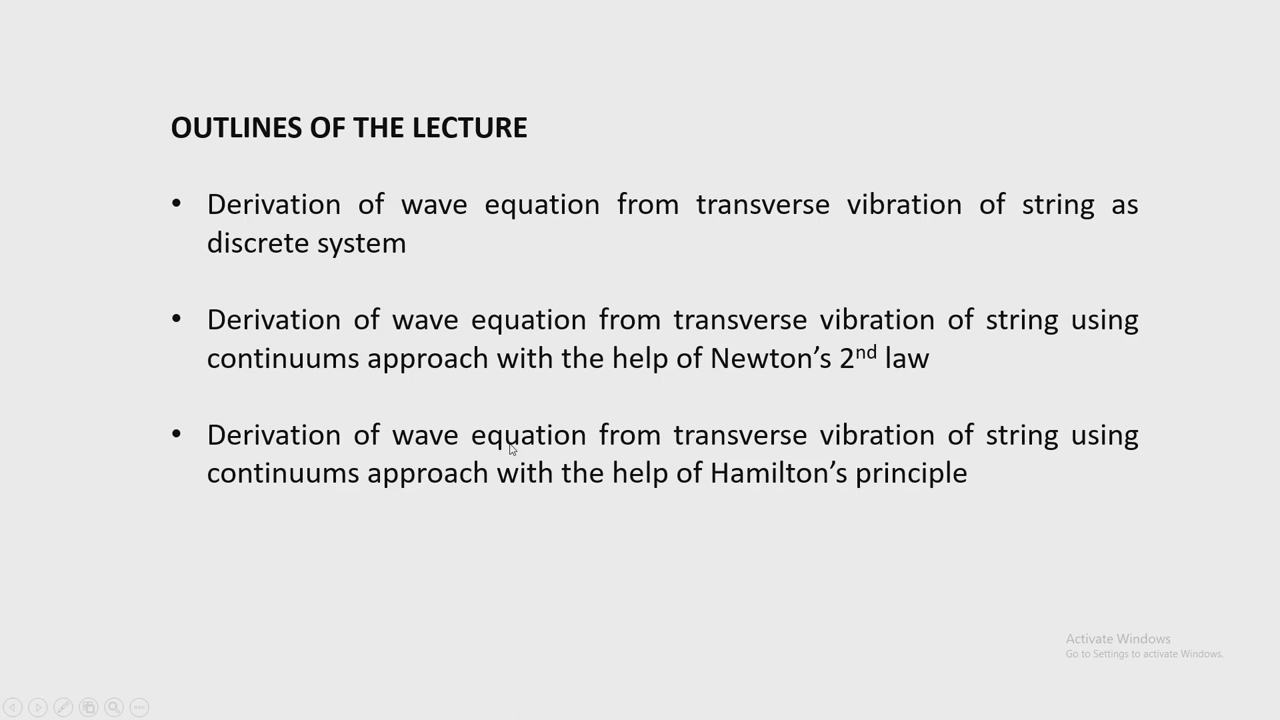 OUTLINES OF THE LECTURE
• Derivation of wave equation from transverse vibration of string as
discrete system
• Derivation of wave equation from transverse vibration of string using
continuums approach with the help of Newton’s 2nd law
• Derivation of wave equation from transverse vibration of string using
continuums approach with the help of Hamilton’s principle
Activate Windows
Go to Settings to activate Windows.